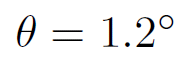 θ = 1.2°